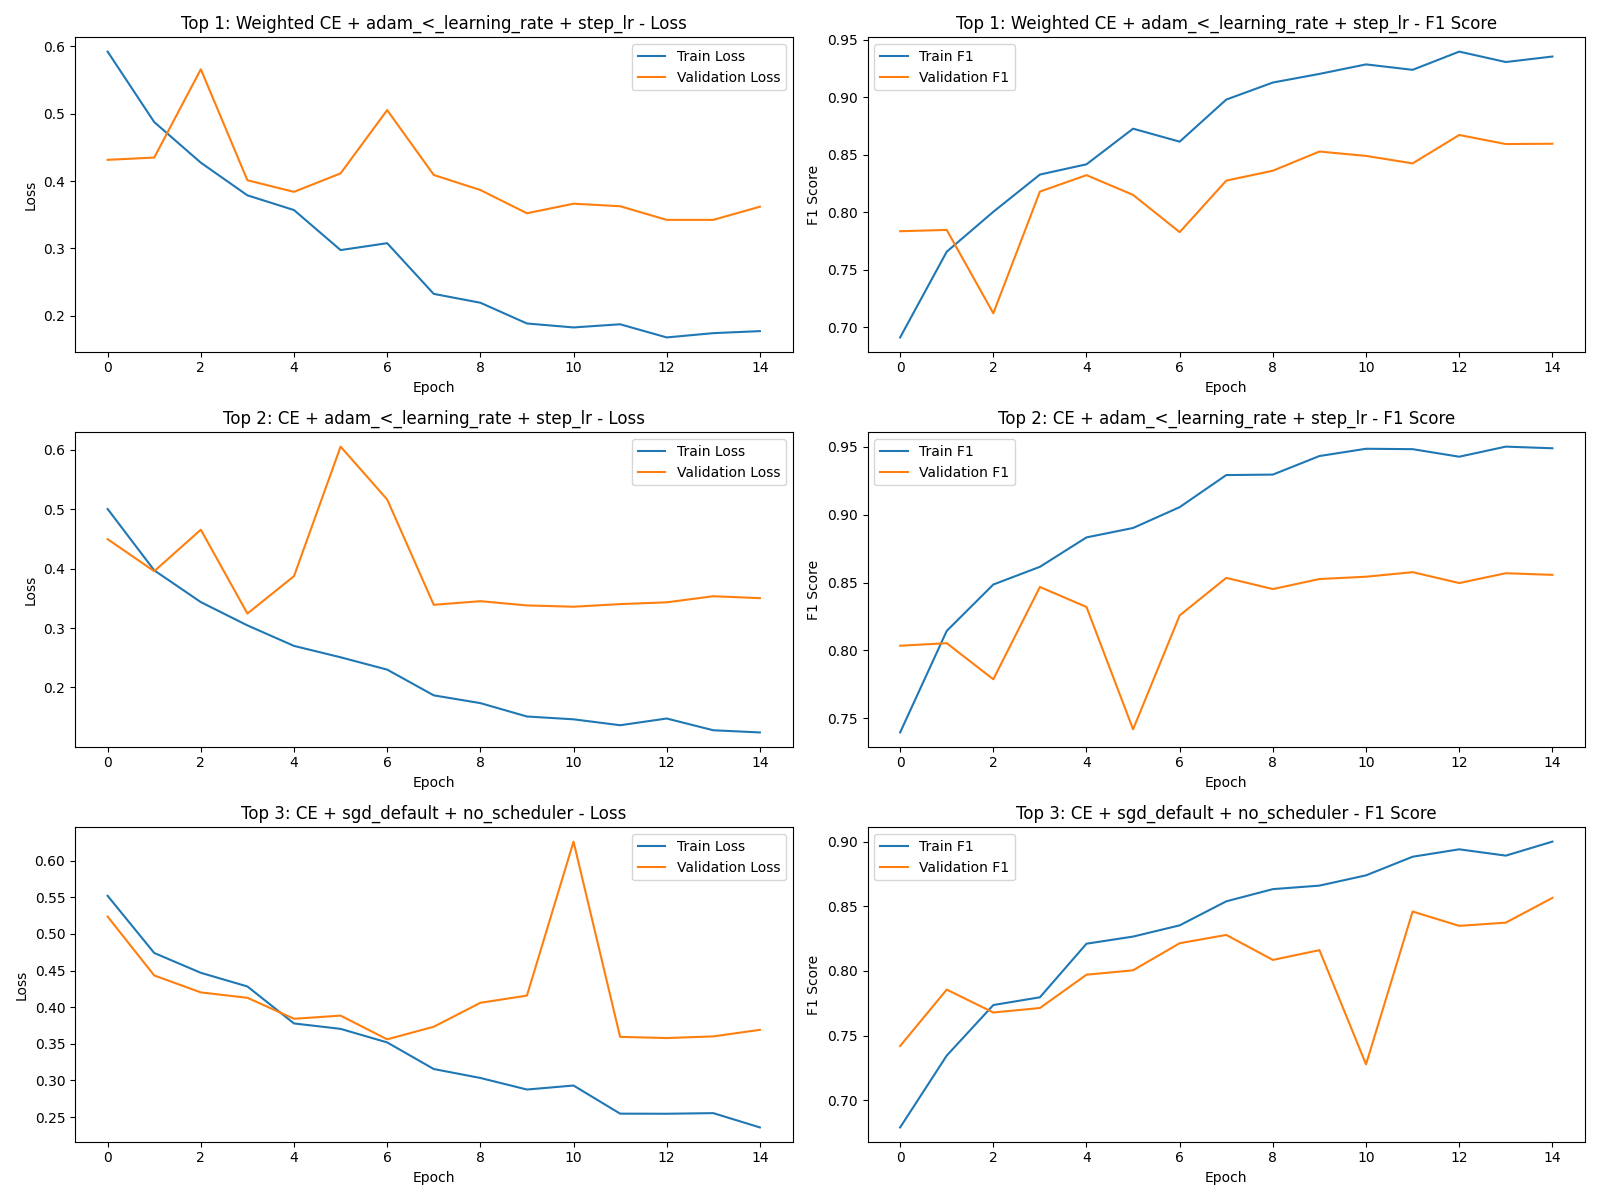 Top 1: Weighted CE + adam_<_learning_rate + step_lr - Loss
0.6
0.5
0.4
0.3
0.2
Loss
Train Loss
Validation Loss
0 2 4 6 8 10 12 14
Epoch
Top 1: Weighted CE + adam_<_learning_rate + step_lr - F1 Score
0.95
0.90
0.85
0.80
0.75
0.70
F1 Score
Train F1
Validation F1
0 2 4 6 8 10 12 14
Epoch
Top 2: CE + adam_<_learning_rate + step_lr - Loss
0.6
0.5
0.4
0.3
0.2
Loss
Train Loss
Validation Loss
0 2 4 6 8 10 12 14
Epoch
Top 2: CE + adam_<_learning_rate + step_lr - F1 Score
0.95
0.90
0.85
0.80
0.75
F1 Score
Train F1
Validation F1
0 2 4 6 8 10 12 14
Epoch
Top 3: CE + sgd_default + no_scheduler - Loss
0.60
0.55
0.50
0.45
0.40
0.35
0.30
0.25
Loss
Train Loss
Validation Loss
0 2 4 6 8 10 12 14
Epoch
Top 3: CE + sgd_default + no_scheduler - F1 Score
0.90
0.85
0.80
0.75
0.70
F1 Score
Train F1
Validation F1
0 2 4 6 8 10 12 14
Epoch